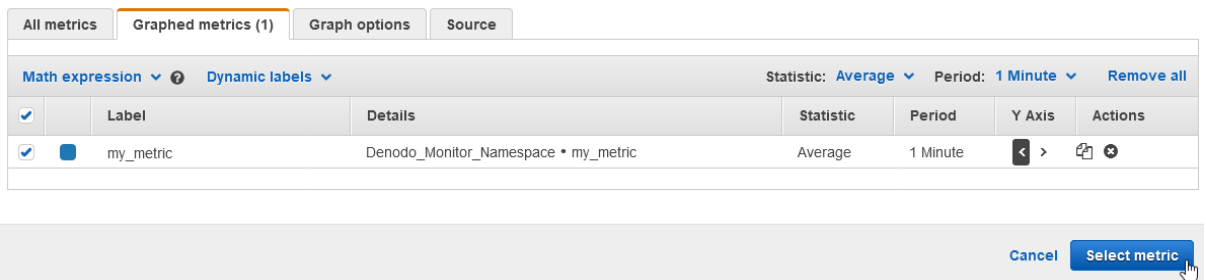 All metrics Graphed metrics (1) Graph options Source
Math expression Dynamic labels Statistic: Average Period: 1 Minute Remove all
Label Details Statistic Period Y Axis Actions
my_metric Denodo_Monitor_Namespace • my_metric Average 1 Minute < >
Cancel Select metric